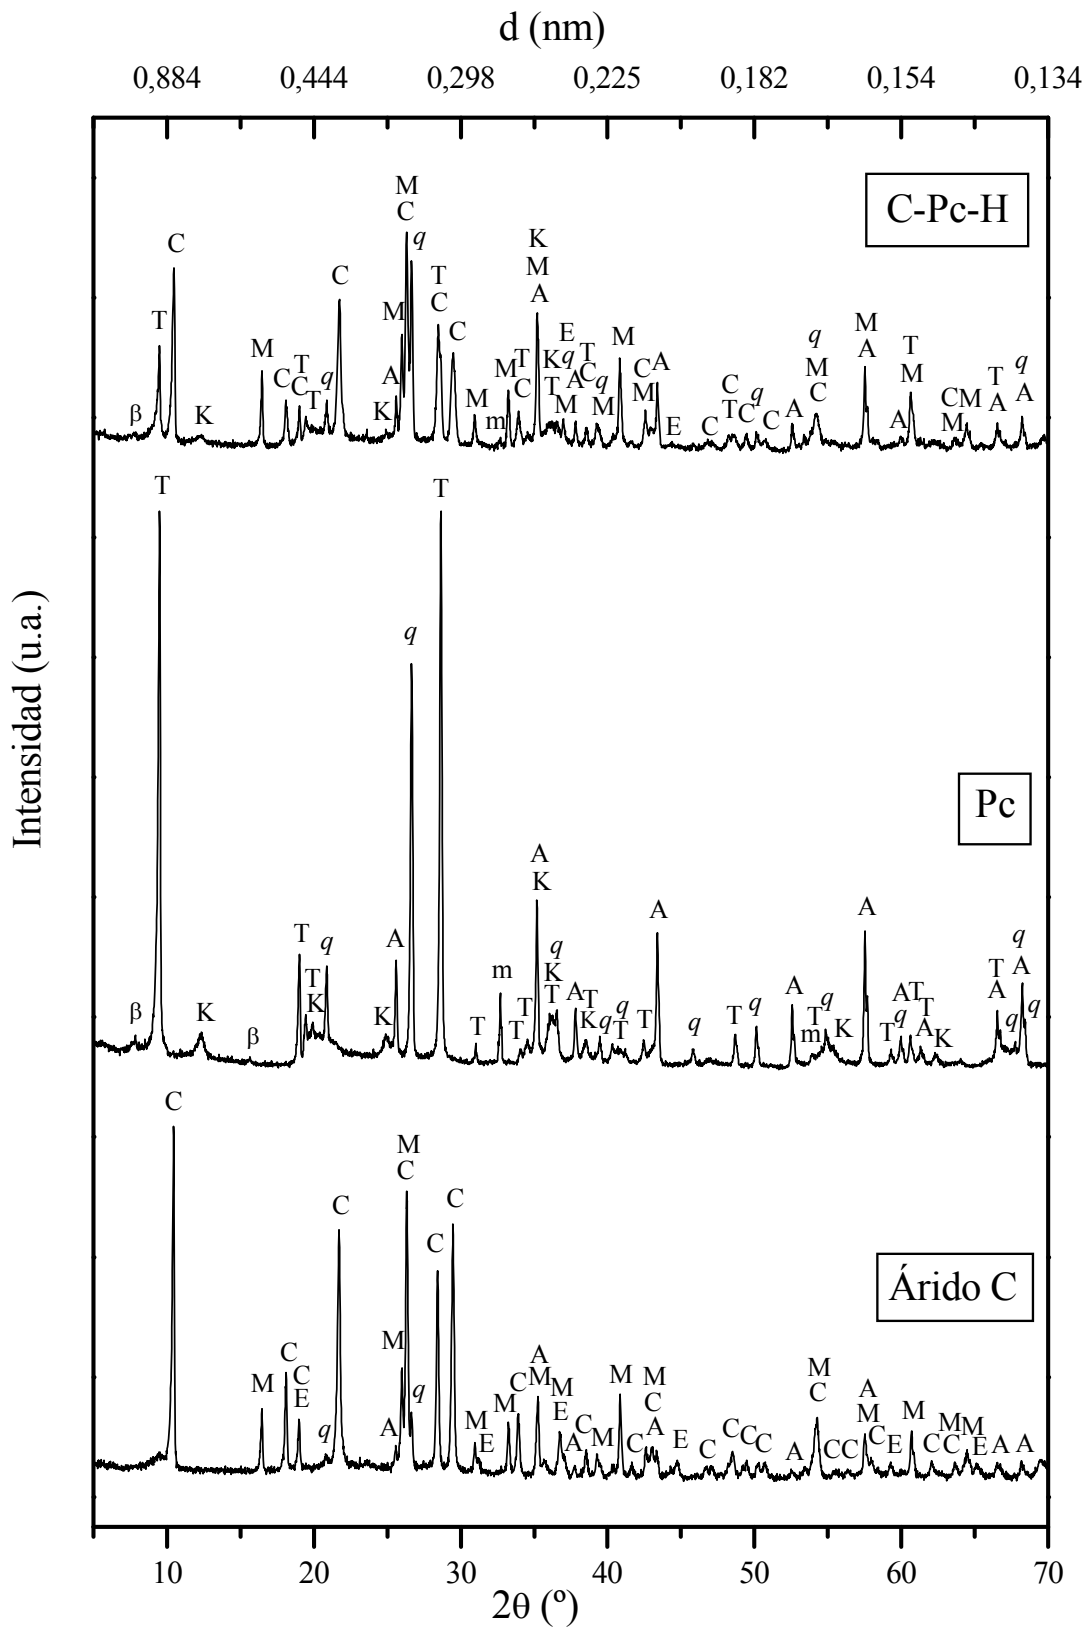 d (nm)
0,884 0,444 0,298 0,225 0,182 0,154 0,134
C-Pc-H
M
C C q K
M
A
C T
C C
T M M E T M C A q
M
C M
A T
M q
A
β K M C T
C T q A K M m M T
C K
T q
M A C q
M M E C C
T C q C A A C
M M T
A
Intensidad (u.a.)
T T
q
Pc
A
K
A A
β K β T T
K q K A T m T T q
K
T A T
K q q
T T q T q A m T q K T A
q T T
A K T
A q q
A q
Árido C
C
M
C C
C C
M C C
E q A M q M E M C A
M M
E A C M M C M
C
A E C C C C A M
C C C A
M C E M C M
C M
E A A
10 20 30 40 50 60 70
2θ (º)